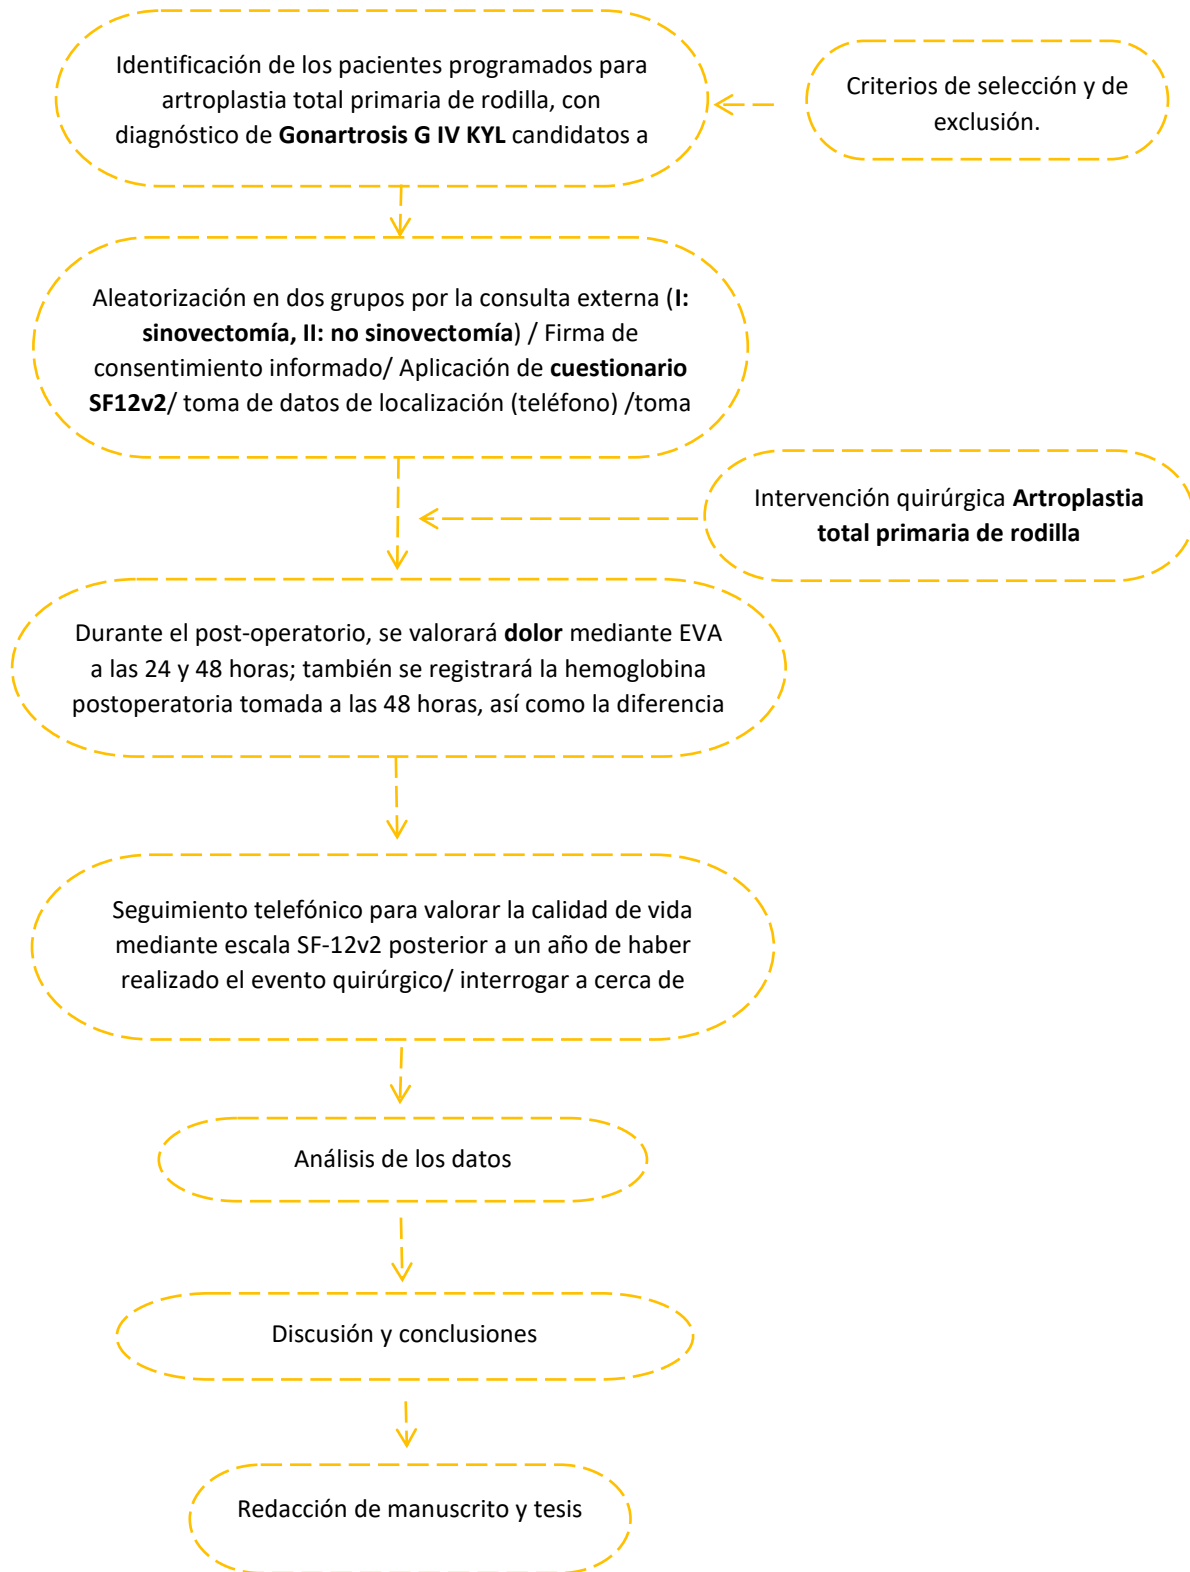 Identificación de los pacientes programados para
artroplastia total primaria de rodilla, con
diagnóstico de Gonartrosis G IV KYL candidatos a
Criterios de selección y de
exclusión.
Aleatorización en dos grupos por la consulta externa (I:
sinovectomía, II: no sinovectomía) / Firma de
consentimiento informado/ Aplicación de cuestionario
SF12v2/ toma de datos de localización (teléfono) /toma
Intervención quirúrgica Artroplastia
total primaria de rodilla
Durante el post-operatorio, se valorará dolor mediante EVA
a las 24 y 48 horas; también se registrará la hemoglobina
postoperatoria tomada a las 48 horas, así como la diferencia
Seguimiento telefónico para valorar la calidad de vida
mediante escala SF-12v2 posterior a un año de haber
realizado el evento quirúrgico/ interrogar a cerca de
Análisis de los datos
Discusión y conclusiones
Redacción de manuscrito y tesis